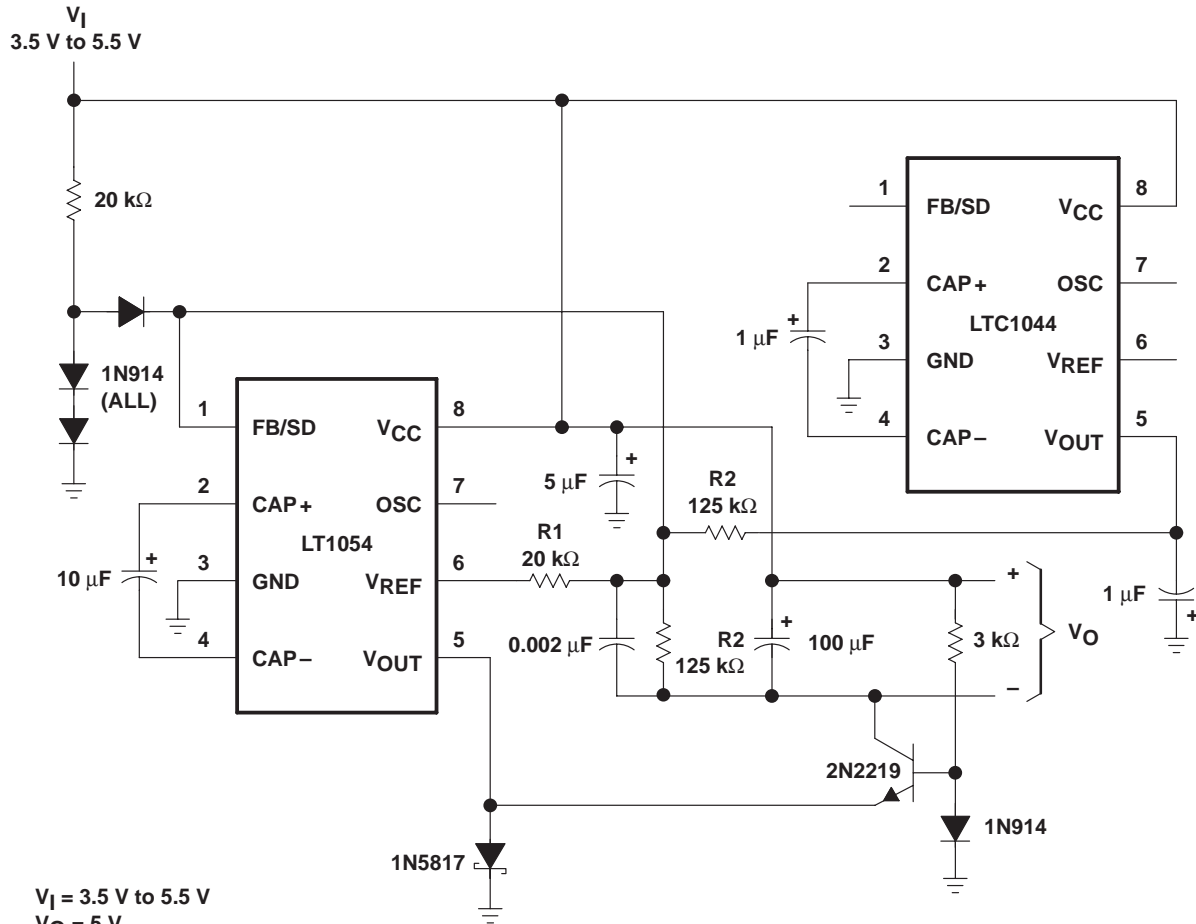 VI
3.5 V to 5.5 V
20 kΩ
1N914
(ALL)
1
FB/SD
VCC
8
2
CAP+
OSC
7
LT1054
10 μF
+
3
GND
VREF
6
4
CAP−
VOUT
5
1
FB/SD
VCC
8
2
CAP+
OSC
7
LTC1044
1 μF
+
3
GND
VREF
6
4
CAP−
VOUT
5
5 μF
+
R2
125 kΩ
R1
20 kΩ
0.002 μF
R2
125 kΩ
+
100 μF
3 kΩ
+
VO
−
1 μF
+
2N2219
1N914
1N5817
VI = 3.5 V to 5.5 V
VO = 5 V